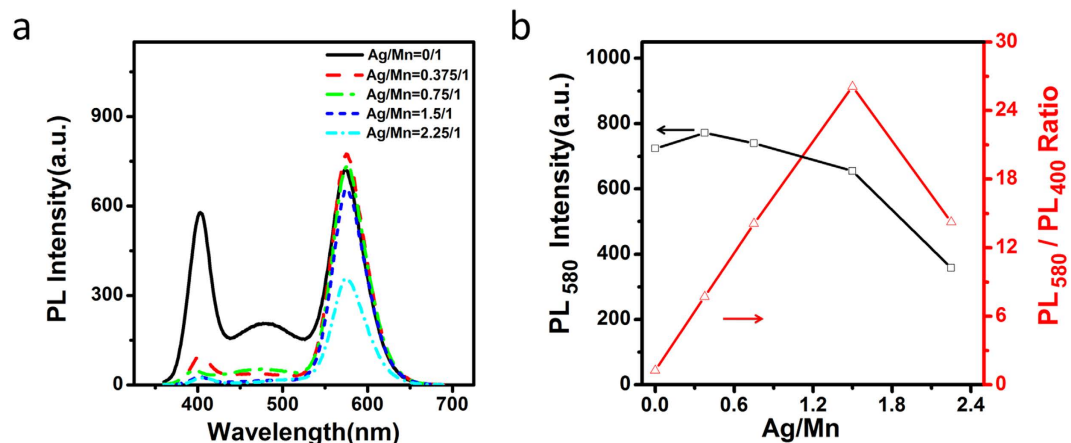 a
PL Intensity(a.u.)
900
600
300
0
400
500
600
700
Wavelength(nm)
Ag/Mn=0/1
Ag/Mn=0.375/1
Ag/Mn=0.75/1
Ag/Mn=1.5/1
Ag/Mn=2.25/1
b
PL 580 Intensity(a.u.)
1000
800
600
400
200
0
0.0
0.6
1.2
1.8
2.4
Ag/Mn
30
24
18
12
6
0
PL580 / PL400 Ratio